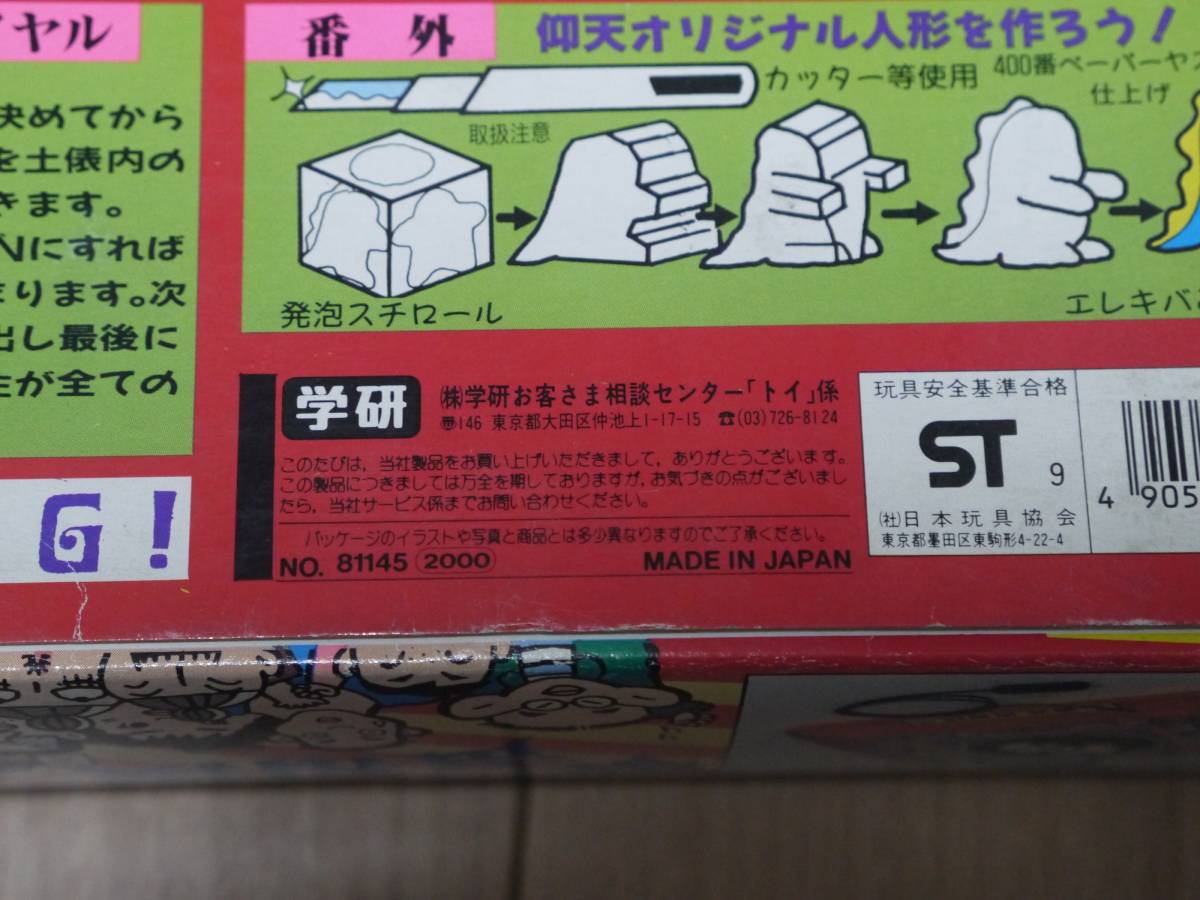 ヤル
決めてから
を土俵内の
きます。
Nにすれば
まります。次
出し最後に
が全ての
G!
番外
仰天オリジナル人形を作ろう!
カッター等使用
400番ペーパーヤス
仕上げ
取扱注意
発泡スチロール
エレキバ
学研
㈱学研お客さま相談センター「トイ」係
〠146 東京都大田区仲池上1-17-15 ☎(03)726-8124
このたびは，当社製品をお買い上げいただきまして，ありがとうございます。
この製品につきましては万全を期しておりますが，お気づきの点がございまし
たら，当社サービス係までお問い合わせください。
パッケージのイラストや写真と商品とは多少異なりますのでご了承ください。
NO. 81145 2000 MADE IN JAPAN
玩具安全基準合格
ST 9
(社)日本玩具協会
東京都墨田区東駒形4-22-4
4 905